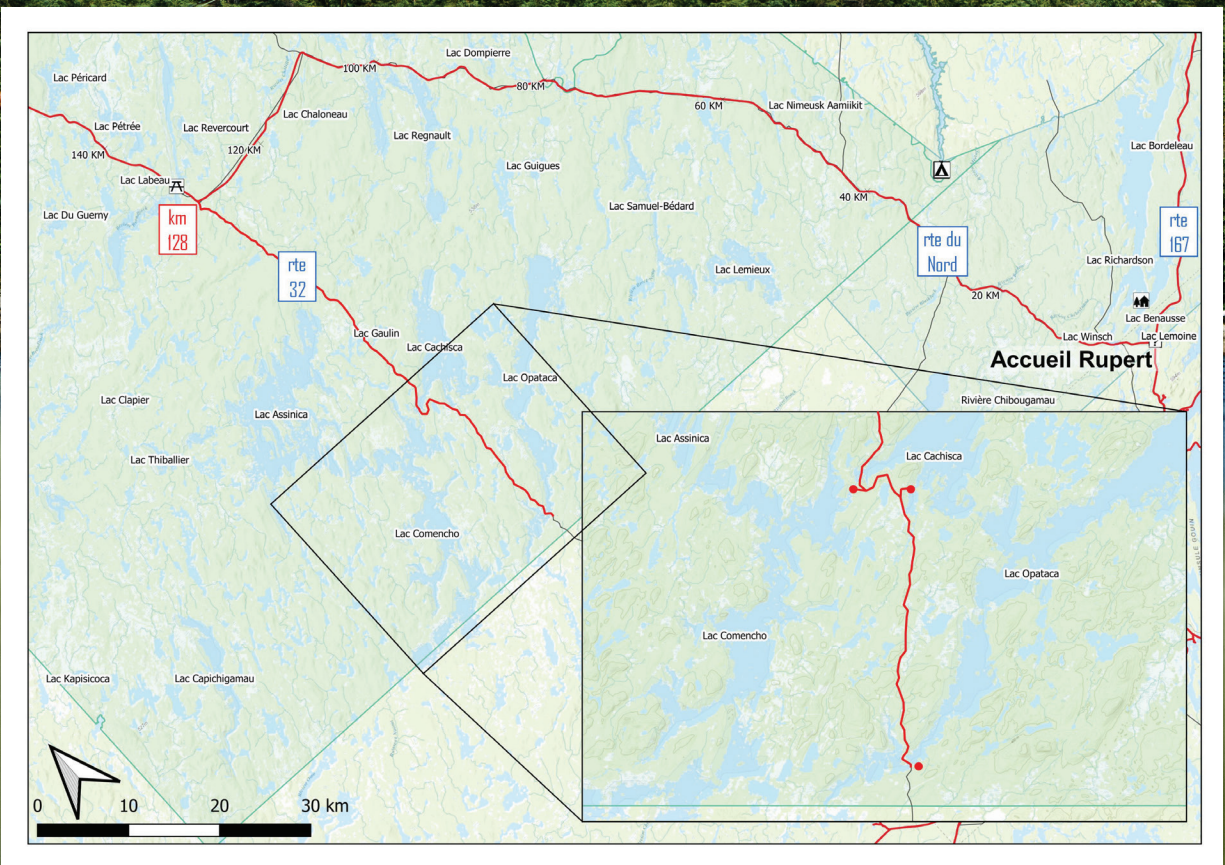 Lac Dompierre
100 KM
Lac Péricard
80 KM
60 KM
Lac Nimeusk Aamiikit
Lac Chaloneau
Lac Pétrée
Lac Revercourt
Lac Regnault
Lac Bordeleau
120 KM
140 KM
Lac Guigues
Lac Labeau
40 KM
Lac Samuel-Bédard
Lac Du Guerny
km
128
rte
167
rte du
Nord
Lac Richardson
rte
32
Lac Lemieux
20 KM
Lac Benausse
Lac Gaulin
Lac Winsch
Lac Lemoine
Lac Cachisca
Accueil Rupert
Lac Opataca
Lac Clapier
Rivière Chibougamau
Lac Assinica
Lac Assinica
Lac Cachisca
Lac Thiballier
Lac Comencho
Lac Opataca
Lac Comencho
Lac Kapisicoca
Lac Capichigamau
0 10 20 30 km